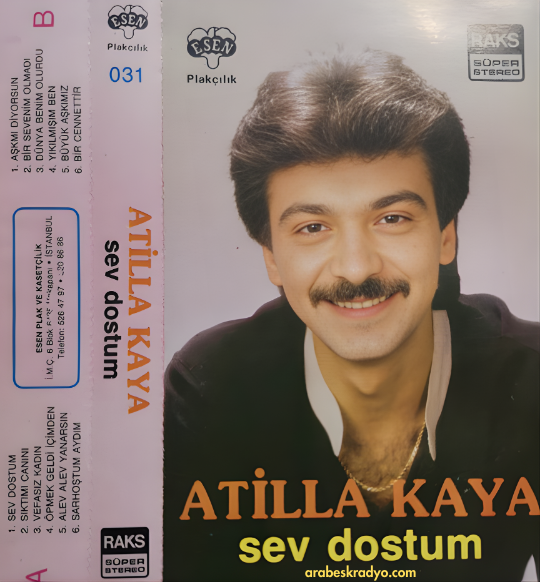 B
1. AŞKMI DİYORSUN
2. BİR SEVENİM OLMADI
3. DÜNYA BENİM OLURDU
4. YIKILMIŞIM BEN
5. BÜYÜK AŞKIMIZ
6. BİR CENNETTİR
ESEN PLAK VE KASETÇİLİK
İ.M.Ç. 6 Blok • İSTANBUL
Telefon: 526 47 97 •
A
1. SEV DOSTUM
2. SIKTIMI CANINI
3. VEFASIZ KADIN
4. ÖPMEK GELDİ İÇİMDEN
5. ALEV ALEV YANARSIN
6. SARHOŞTUM AYDIM
ESEN
Plakçılık
031
ATİLLA KAYA
sev dostum
RAKS
SÜPER
STEREO
ESEN
Plakçılık
RAKS
SÜPER
STEREO
ATİLLA KAYA
sev dostum
arabeskradyo.com